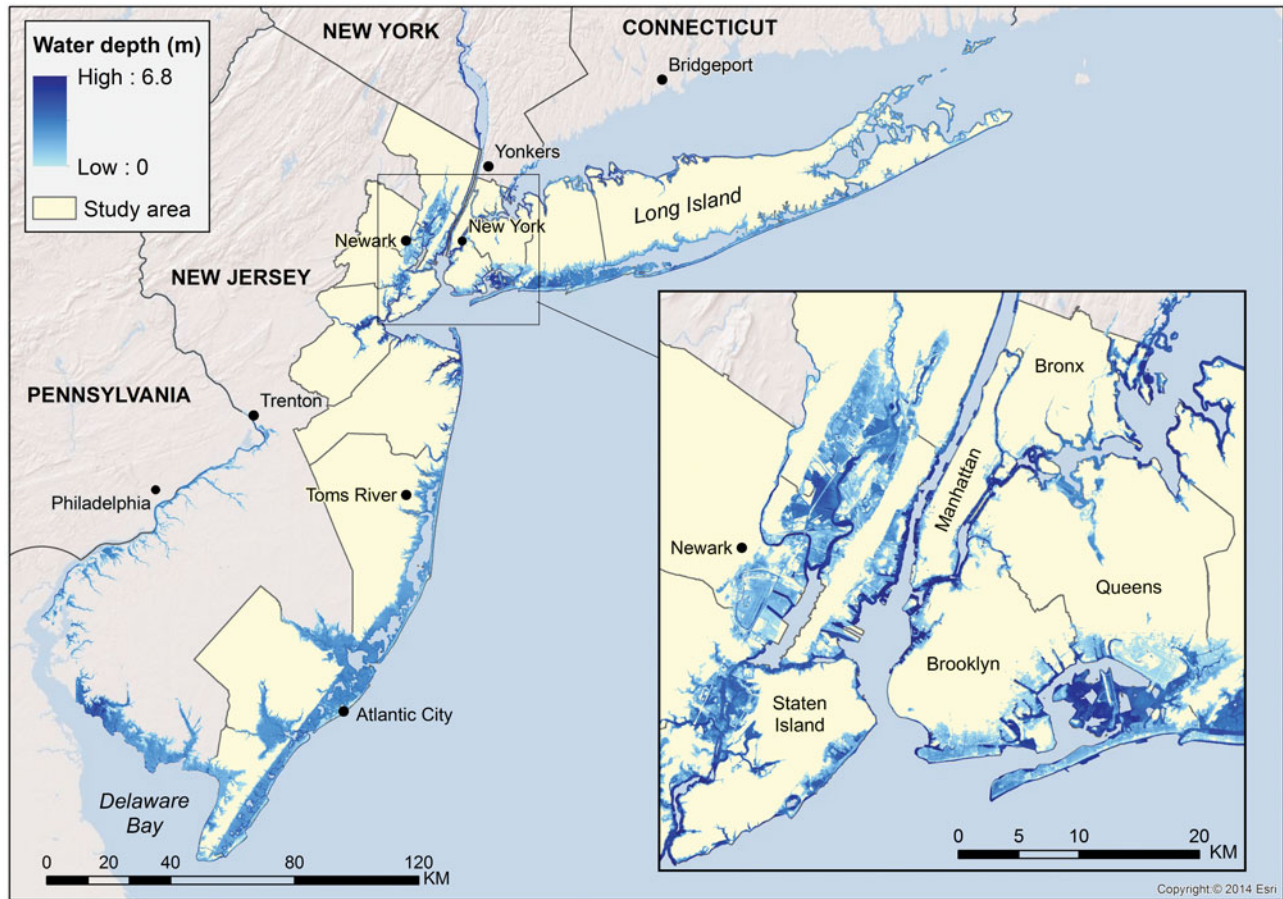 Water depth (m)
High : 6.8
Low : 0
Study area
NEW YORK
CONNECTICUT
Bridgeport
Yonkers
Long Island
New York
Newark
NEW JERSEY
PENNSYLVANIA
Trenton
Philadelphia
Toms River
Atlantic City
Delaware
Bay
0 20 40 80 120
KM
Bronx
Manhattan
Newark
Queens
Brooklyn
Staten
Island
0 5 10 20
KM
Copyright:© 2014 Esri